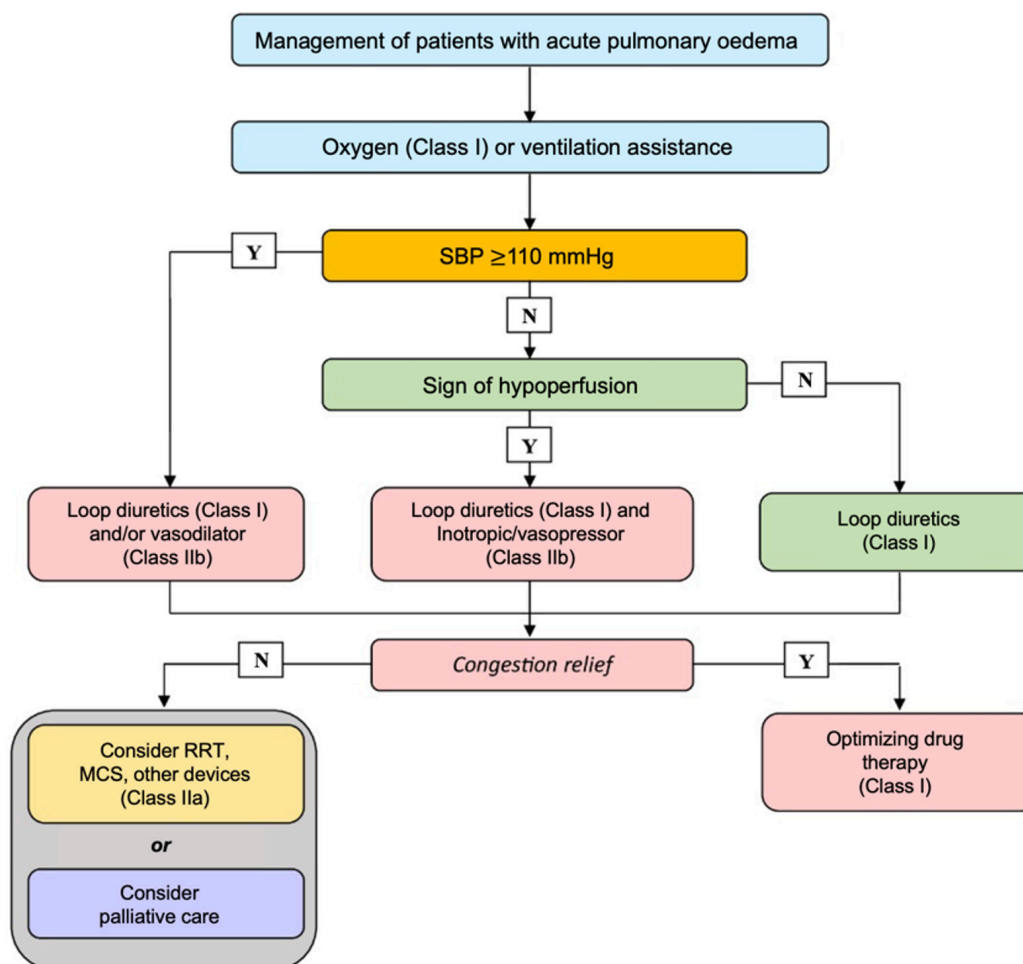 Management of patients with acute pulmonary oedema
Oxygen (Class I) or ventilation assistance
Y
SBP ≥110 mmHg
N
Sign of hypoperfusion
N
Y
Loop diuretics (Class I)
and/or vasodilator
(Class IIb)
Loop diuretics (Class I) and
Inotropic/vasopressor
(Class IIb)
Loop diuretics
(Class I)
N
Congestion relief
Y
Consider RRT,
MCS, other devices
(Class IIa)
or
Consider
palliative care
Optimizing drug
therapy
(Class I)